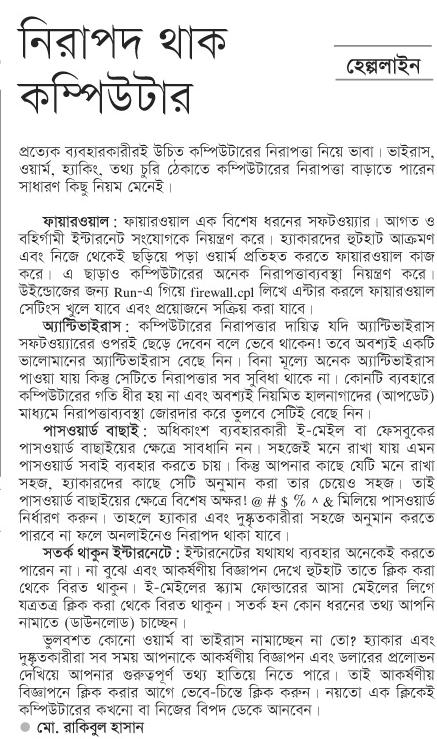 নিরাপদ থাক
কম্পিউটার
হেল্পলাইন
প্রত্যেক ব্যবহারকারীরই উচিত কম্পিউটারের নিরাপত্তা নিয়ে ভাবা। ভাইরাস,
ওয়ার্ম, হ্যাকিং, তথ্য চুরি ঠেকাতে কম্পিউটারের নিরাপত্তা বাড়াতে পারেন
সাধারণ কিছু নিয়ম মেনেই।
ফায়ারওয়াল : ফায়ারওয়াল এক বিশেষ ধরনের সফটওয়্যার। আগত ও
বহির্গামী ইন্টারনেট সংযোগকে নিয়ন্ত্রণ করে। হ্যাকারদের হুটহাট আক্রমণ
এবং নিজে থেকেই ছড়িয়ে পড়া ওয়ার্ম প্রতিহত করতে ফায়ারওয়াল কাজ
করে। এ ছাড়াও কম্পিউটারের অনেক নিরাপত্তাব্যবস্থা নিয়ন্ত্রণ করে।
উইন্ডোজের জন্য Run-এ গিয়ে firewall.cpl লিখে এন্টার করলে ফায়ারওয়াল
সেটিংস খুলে যাবে এবং প্রয়োজনে সক্রিয় করা যাবে।
অ্যান্টিভাইরাস : কম্পিউটারের নিরাপত্তার দায়িত্ব যদি অ্যান্টিভাইরাস
সফটওয়্যারের ওপরই ছেড়ে দেবেন বলে ভেবে থাকেন! তবে অবশ্যই একটি
ভালোমানের অ্যান্টিভাইরাস বেছে নিন। বিনা মূল্যে অনেক অ্যান্টিভাইরাস
পাওয়া যায় কিন্তু সেটিতে নিরাপত্তার সব সুবিধা থাকে না। কোনটি ব্যবহারে
কম্পিউটারের গতি ধীর হয় না এবং অবশ্যই নিয়মিত হালনাগাদের (আপডেট)
মাধ্যমে নিরাপত্তাব্যবস্থা জোরদার করে তুলবে সেটিই বেছে নিন।
পাসওয়ার্ড বাছাই : অধিকাংশ ব্যবহারকারী ই-মেইল বা ফেসবুকের
পাসওয়ার্ড বাছাইয়ের ক্ষেত্রে সাবধানি নন। সহজেই মনে রাখা যায় এমন
পাসওয়ার্ড সবাই ব্যবহার করতে চায়। কিন্তু আপনার কাছে যেটি মনে রাখা
সহজ, হ্যাকারদের কাছে সেটি অনুমান করা তার চেয়েও সহজ। তাই
পাসওয়ার্ড বাছাইয়ের ক্ষেত্রে বিশেষ অক্ষর! @ # $ % ^ & মিলিয়ে পাসওয়ার্ড
নির্ধারণ করুন। তাহলে হ্যাকার এবং দুষ্কৃতকারীরা সহজে অনুমান করতে
পারবে না ফলে অনলাইনেও নিরাপদ থাকা যাবে।
সতর্ক থাকুন ইন্টারনেটে : ইন্টারনেটের যথাযথ ব্যবহার অনেকেই করতে
পারেন না। না বুঝে এবং আকর্ষণীয় বিজ্ঞাপন দেখে হুটহাট তাতে ক্লিক করা
থেকে বিরত থাকুন। ই-মেইলের স্ক্যাম ফোল্ডারের আসা মেইলের লিগে
যত্রতত্র ক্লিক করা থেকে বিরত থাকুন। সতর্ক হন কোন ধরনের তথ্য আপনি
নামাতে (ডাউনলোড) চাচ্ছেন।
ভুলবশত কোনো ওয়ার্ম বা ভাইরাস নামাচ্ছেন না তো? হ্যাকার এবং
দুষ্কৃতকারীরা সব সময় আপনাকে আকর্ষণীয় বিজ্ঞাপন এবং ডলারের প্রলোভন
দেখিয়ে আপনার গুরুত্বপূর্ণ তথ্য হাতিয়ে নিতে পারে। তাই আকর্ষণীয়
বিজ্ঞাপনে ক্লিক করার আগে ভেবে-চিন্তে ক্লিক করুন। নয়তো এক ক্লিকেই
কম্পিউটারের কখনো বা নিজের বিপদ ডেকে আনবেন।
● মো. রাকিবুল হাসান